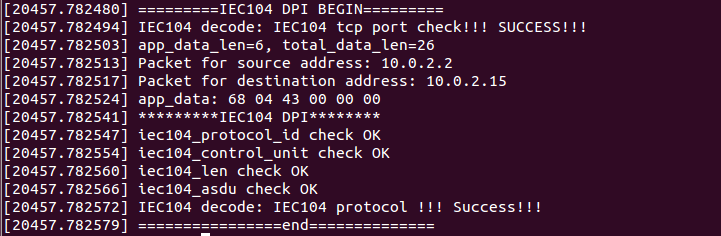 [20457.782480] =========IEC104 DPI BEGIN=========
[20457.782494] IEC104 decode: IEC104 tcp port check!!! SUCCESS!!!
[20457.782503] app_data_len=6, total_data_len=26
[20457.782513] Packet for source address: 10.0.2.2
[20457.782517] Packet for destination address: 10.0.2.15
[20457.782524] app_data: 68 04 43 00 00 00
[20457.782541] *********IEC104 DPI********
[20457.782547] iec104_protocol_id check OK
[20457.782554] iec104_control_unit check OK
[20457.782560] iec104_len check OK
[20457.782566] iec104_asdu check OK
[20457.782572] IEC104 decode: IEC104 protocol !!! Success!!!
[20457.782579] ================end==============